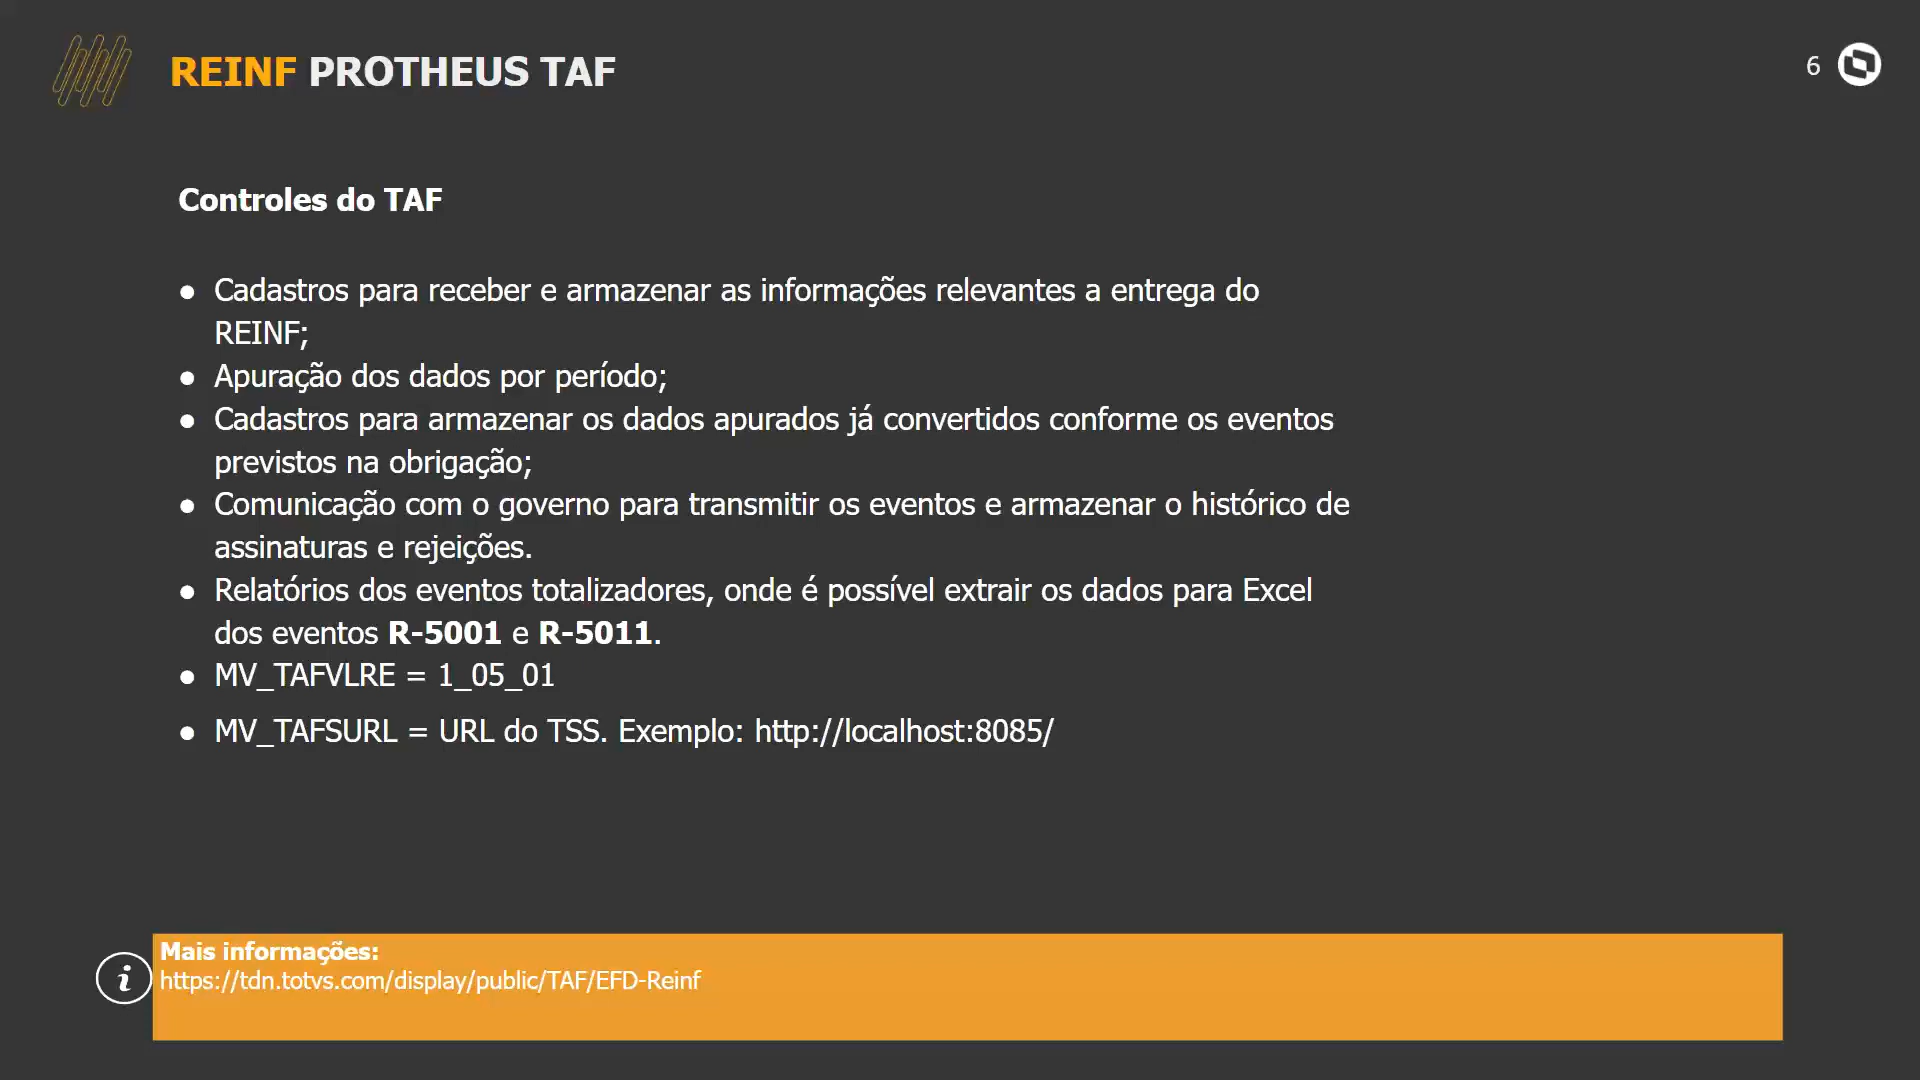 REINF PROTHEUS TAF
6
Controles do TAF
● Cadastros para receber e armazenar as informações relevantes a entrega do
REINF;
● Apuração dos dados por período;
● Cadastros para armazenar os dados apurados já convertidos conforme os eventos
previstos na obrigação;
● Comunicação com o governo para transmitir os eventos e armazenar o histórico de
assinaturas e rejeições.
● Relatórios dos eventos totalizadores, onde é possível extrair os dados para Excel
dos eventos R-5001 e R-5011.
● MV_TAFVLRE = 1_05_01
● MV_TAFSURL = URL do TSS. Exemplo: http://localhost:8085/
Mais informações:
i
https://tdn.totvs.com/display/public/TAF/EFD-Reinf